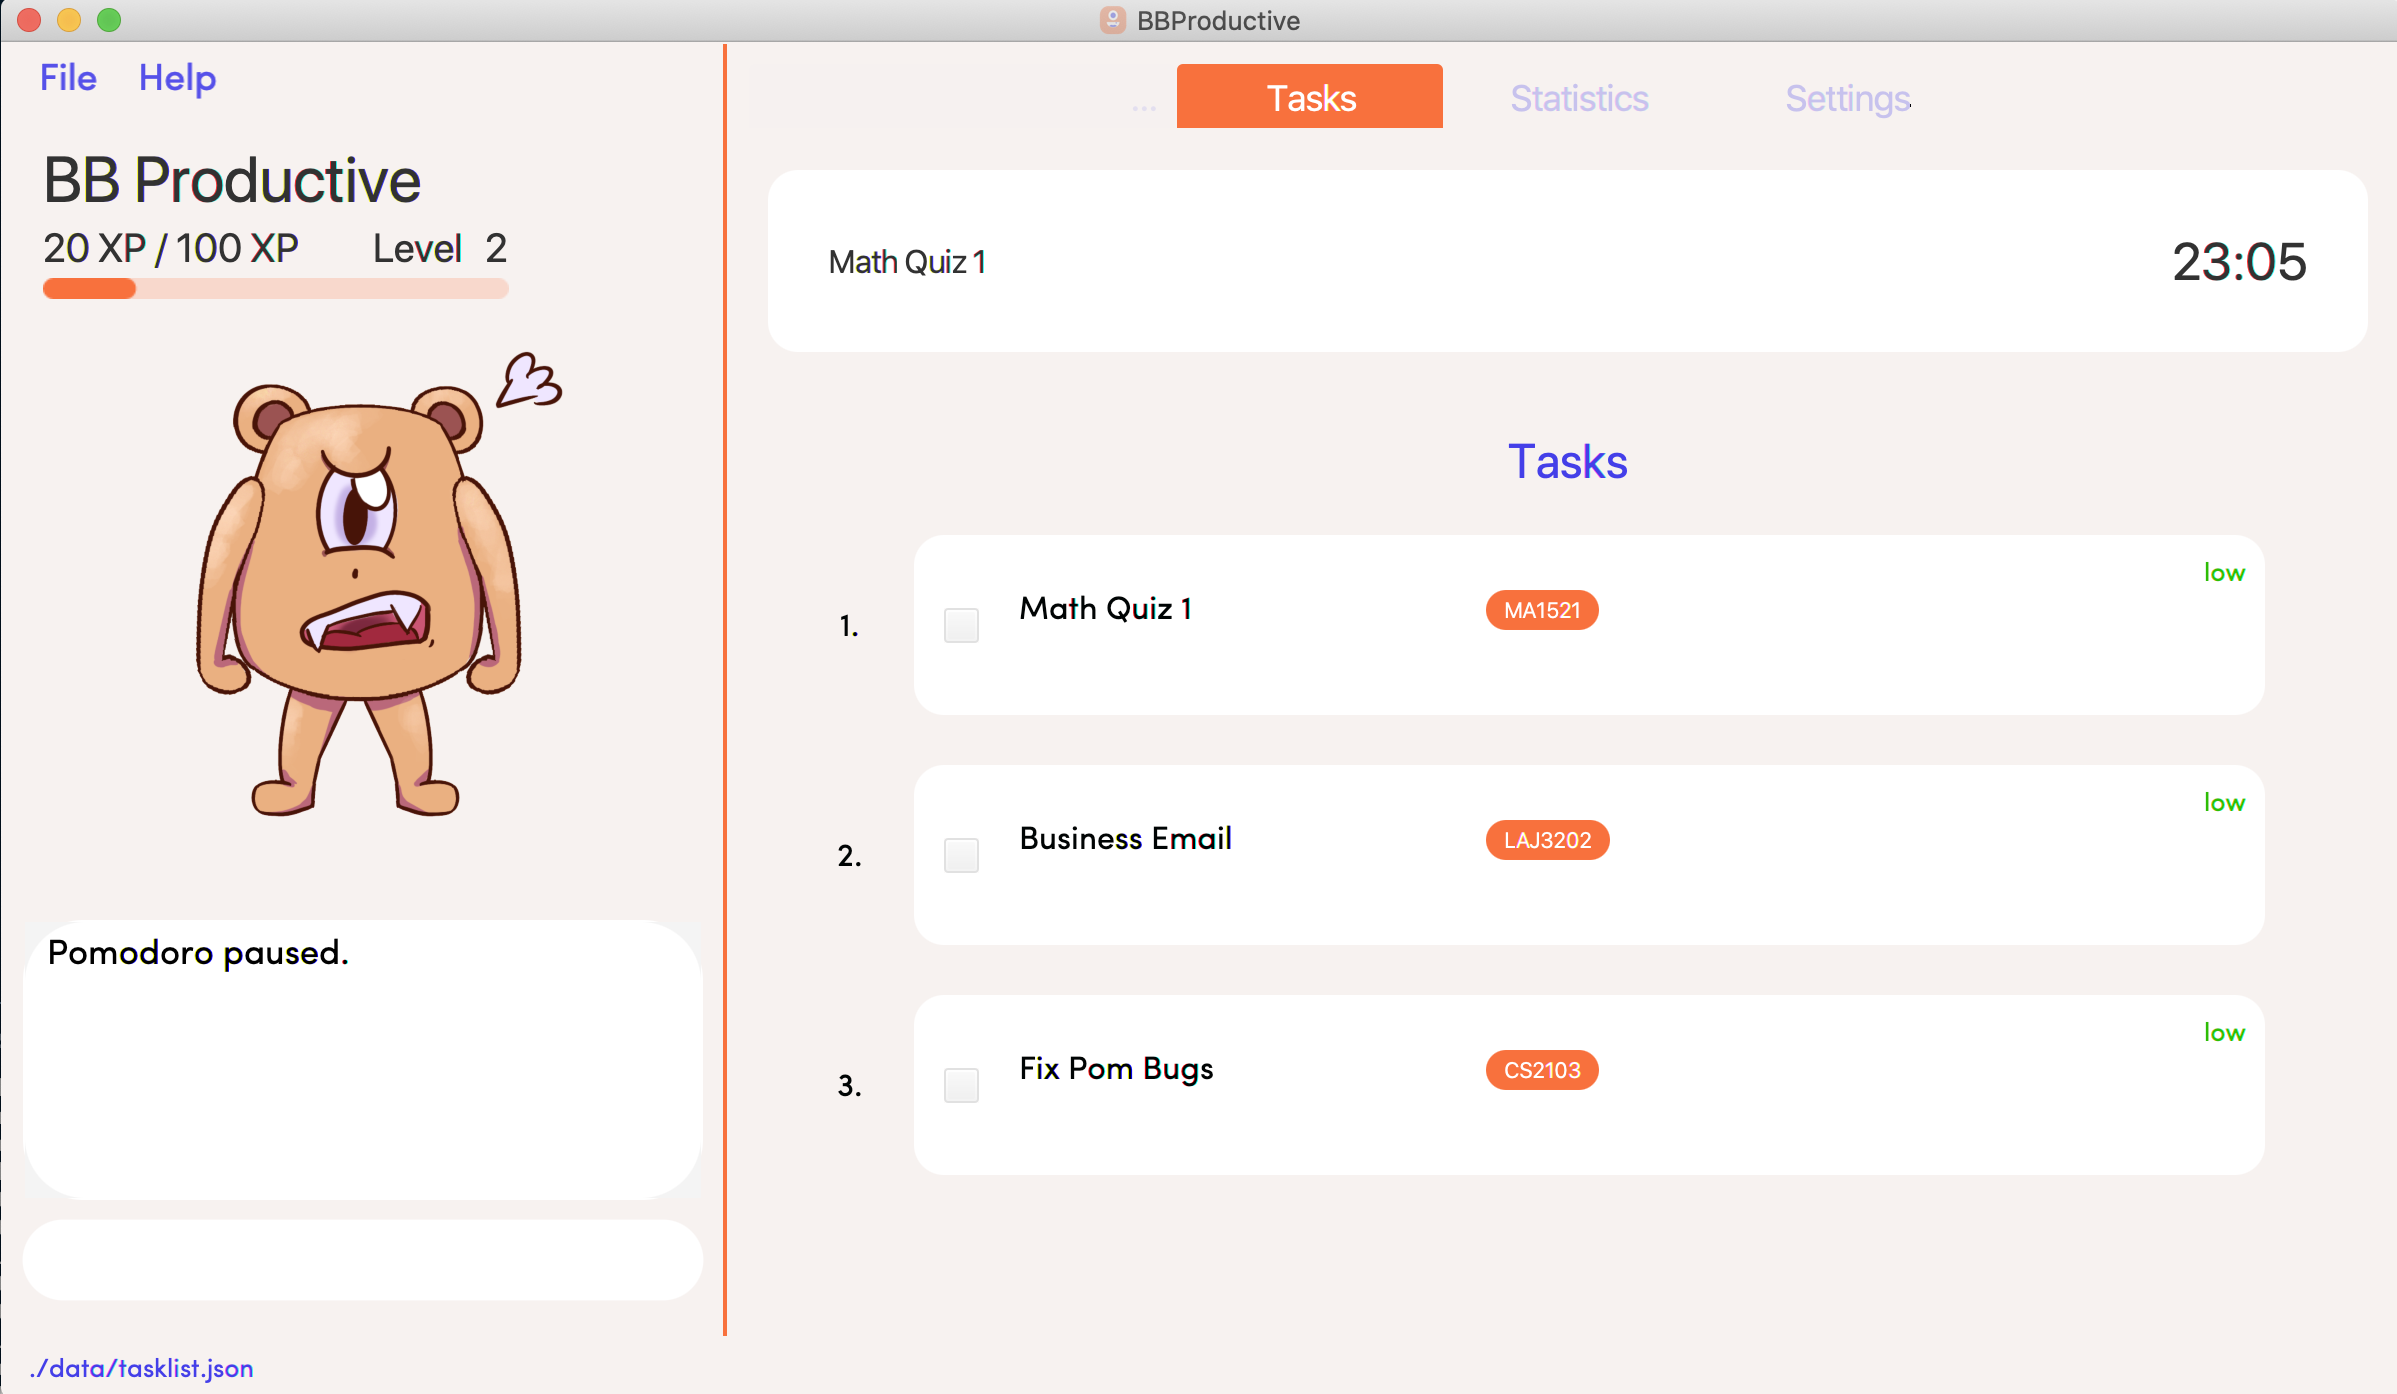 BBProductive
File Help
BB Productive
20 XP / 100 XP Level 2
Pomodoro paused.
./data/tasklist.json
... Tasks Statistics Settings
Math Quiz 1 23:05
Tasks
1. Math Quiz 1 MA1521 low
2. Business Email LAJ3202 low
3. Fix Pom Bugs CS2103 low